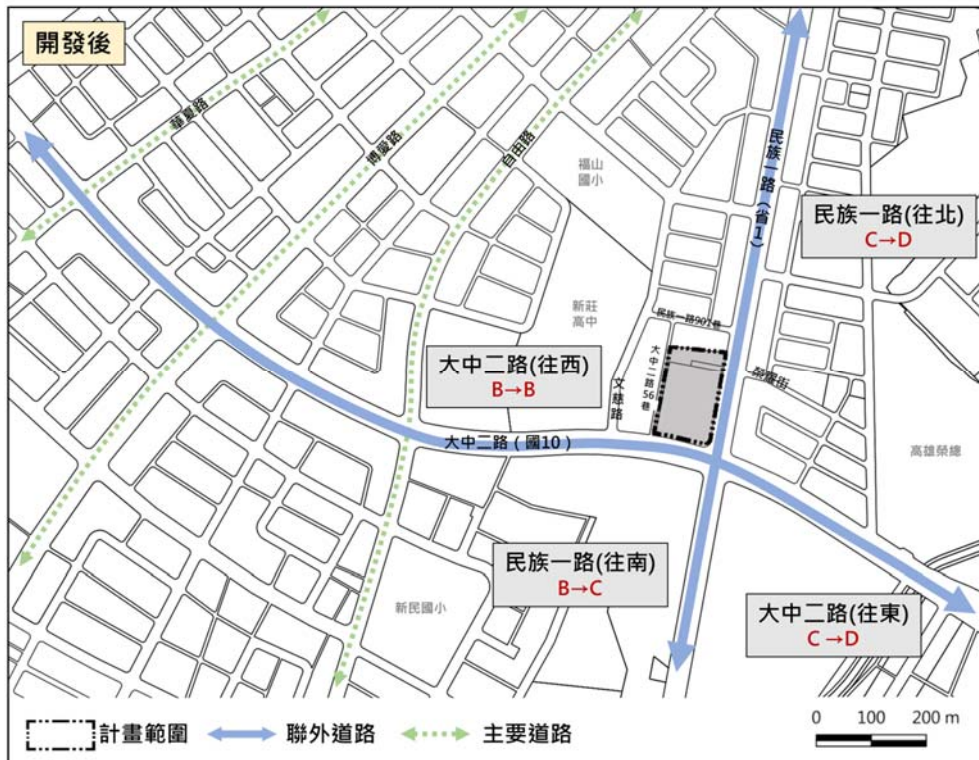 開發後
華夏路
博愛路
自由路
福山
國小
民族一路（省1）
民族一路(往北)
C→D
新莊
高中
民族一路907巷
大中二路(往西)
B→B
文慈路
大中二路56巷
榮耀街
大中二路（國10）
高雄榮總
民族一路(往南)
B→C
新民國小
大中二路(往東)
C→D
計畫範圍
聯外道路
主要道路
0 100 200 m